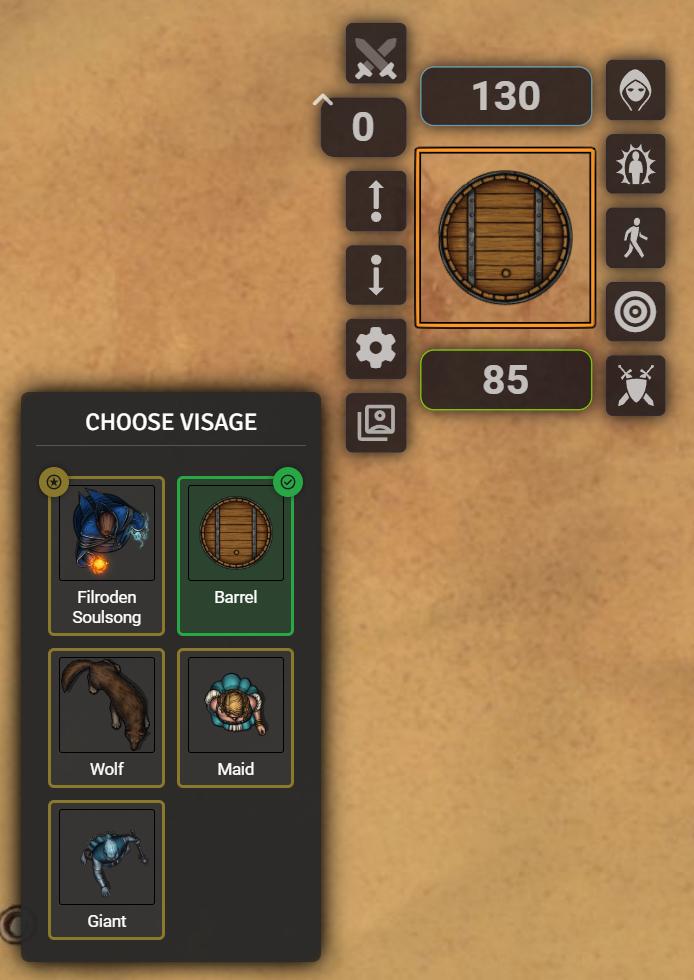 130
0
85
CHOOSE VISAGE
Filroden
Soulsong
Barrel
Wolf
Maid
Giant